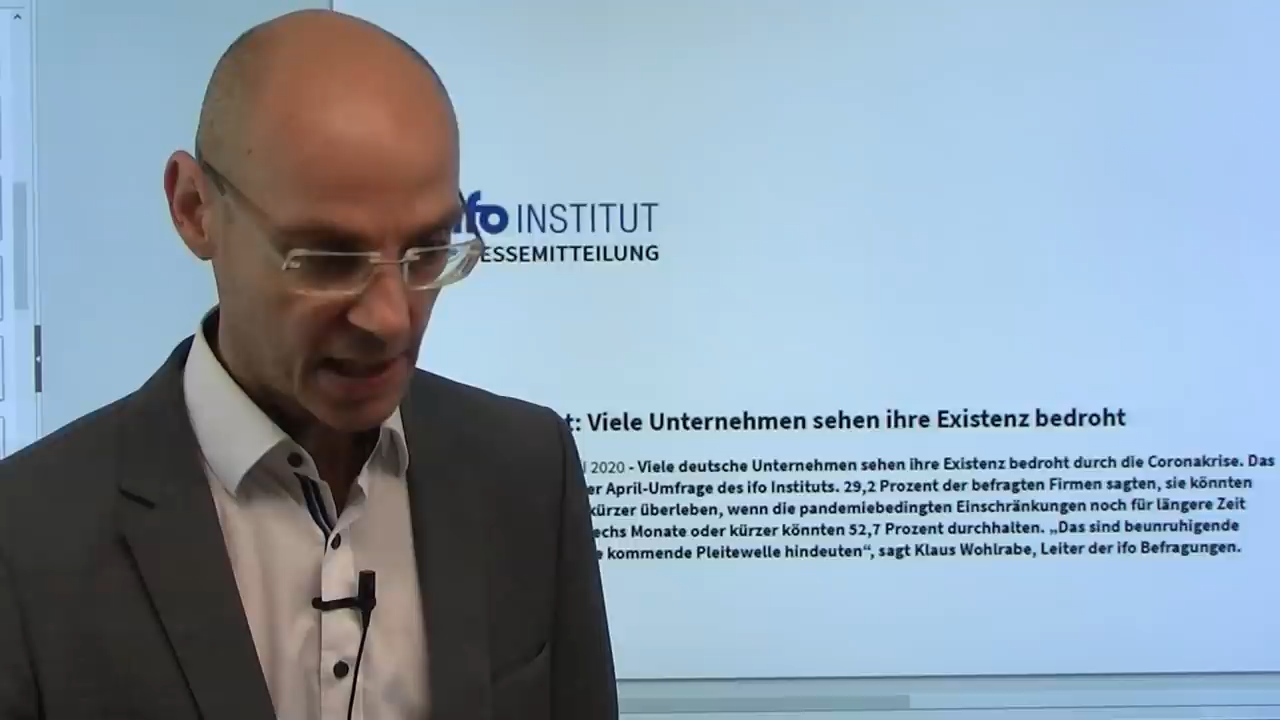 ifo INSTITUT
ESSEMITTEILUNG
t: Viele Unternehmen sehen ihre Existenz bedroht
2020 - Viele deutsche Unternehmen sehen ihre Existenz bedroht durch die Coronakrise. Das
er April-Umfrage des ifo Instituts. 29,2 Prozent der befragten Firmen sagten, sie könnten
kürzer überleben, wenn die pandemiebedingten Einschränkungen noch für längere Zeit
echs Monate oder kürzer könnten 52,7 Prozent durchhalten. „Das sind beunruhigende
e kommende Pleitewelle hindeuten“, sagt Klaus Wohlrabe, Leiter der ifo Befragungen.